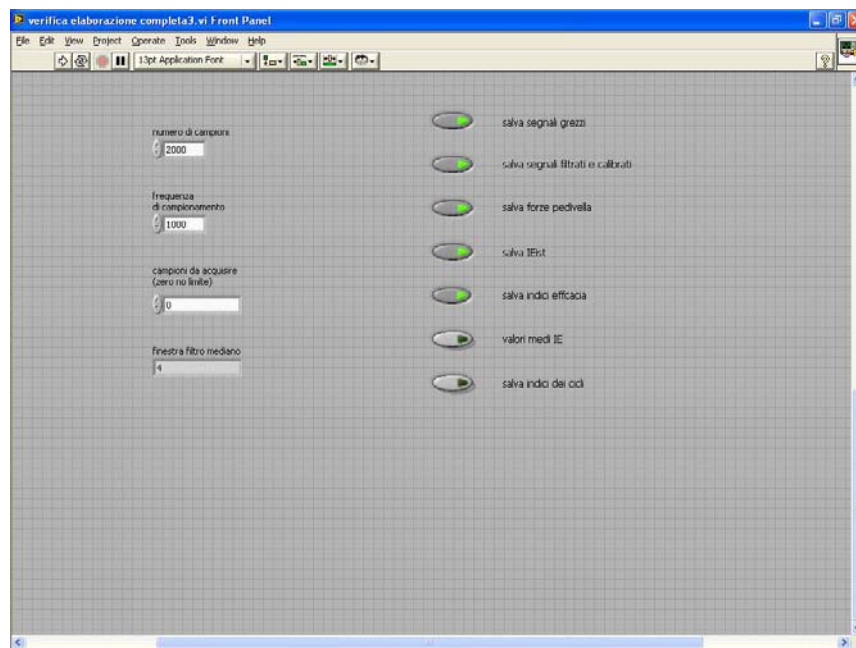 verifica elaborazione completa3.vi Front Panel
File Edit View Project Operate Tools Window Help
13pt Application Font
numero di campioni
2000
frequenza
di campionamento
1000
campioni da acquisire
(zero no limite)
0
finestra filtro mediano
4
salva segnali grezzi
salva segnali filtrati e calibrati
salva forze pedivella
salva IEist
salva indici effcacia
valori medi IE
salva indici dei cicli